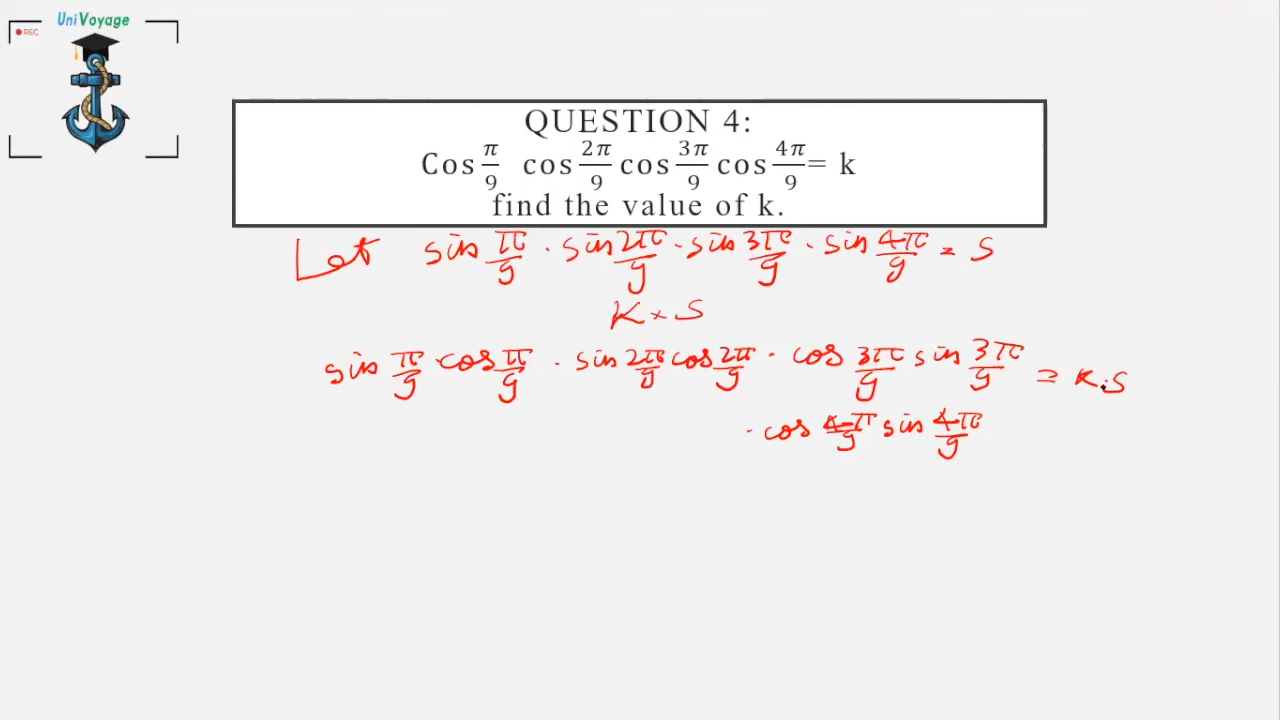 UniVoyage
REC
QUESTION 4:
Cos π/9 cos 2π/9 cos 3π/9 cos 4π/9 = k
find the value of k.
Let sin π/9 · sin 2π/9 · sin 3π/9 · sin 4π/9 = S
K × S
sin π/9 · cos π/9 · sin 2π/9 cos 2π/9 · cos 3π/9 sin 3π/9 = K.S
· cos 4π/9 sin 4π/9